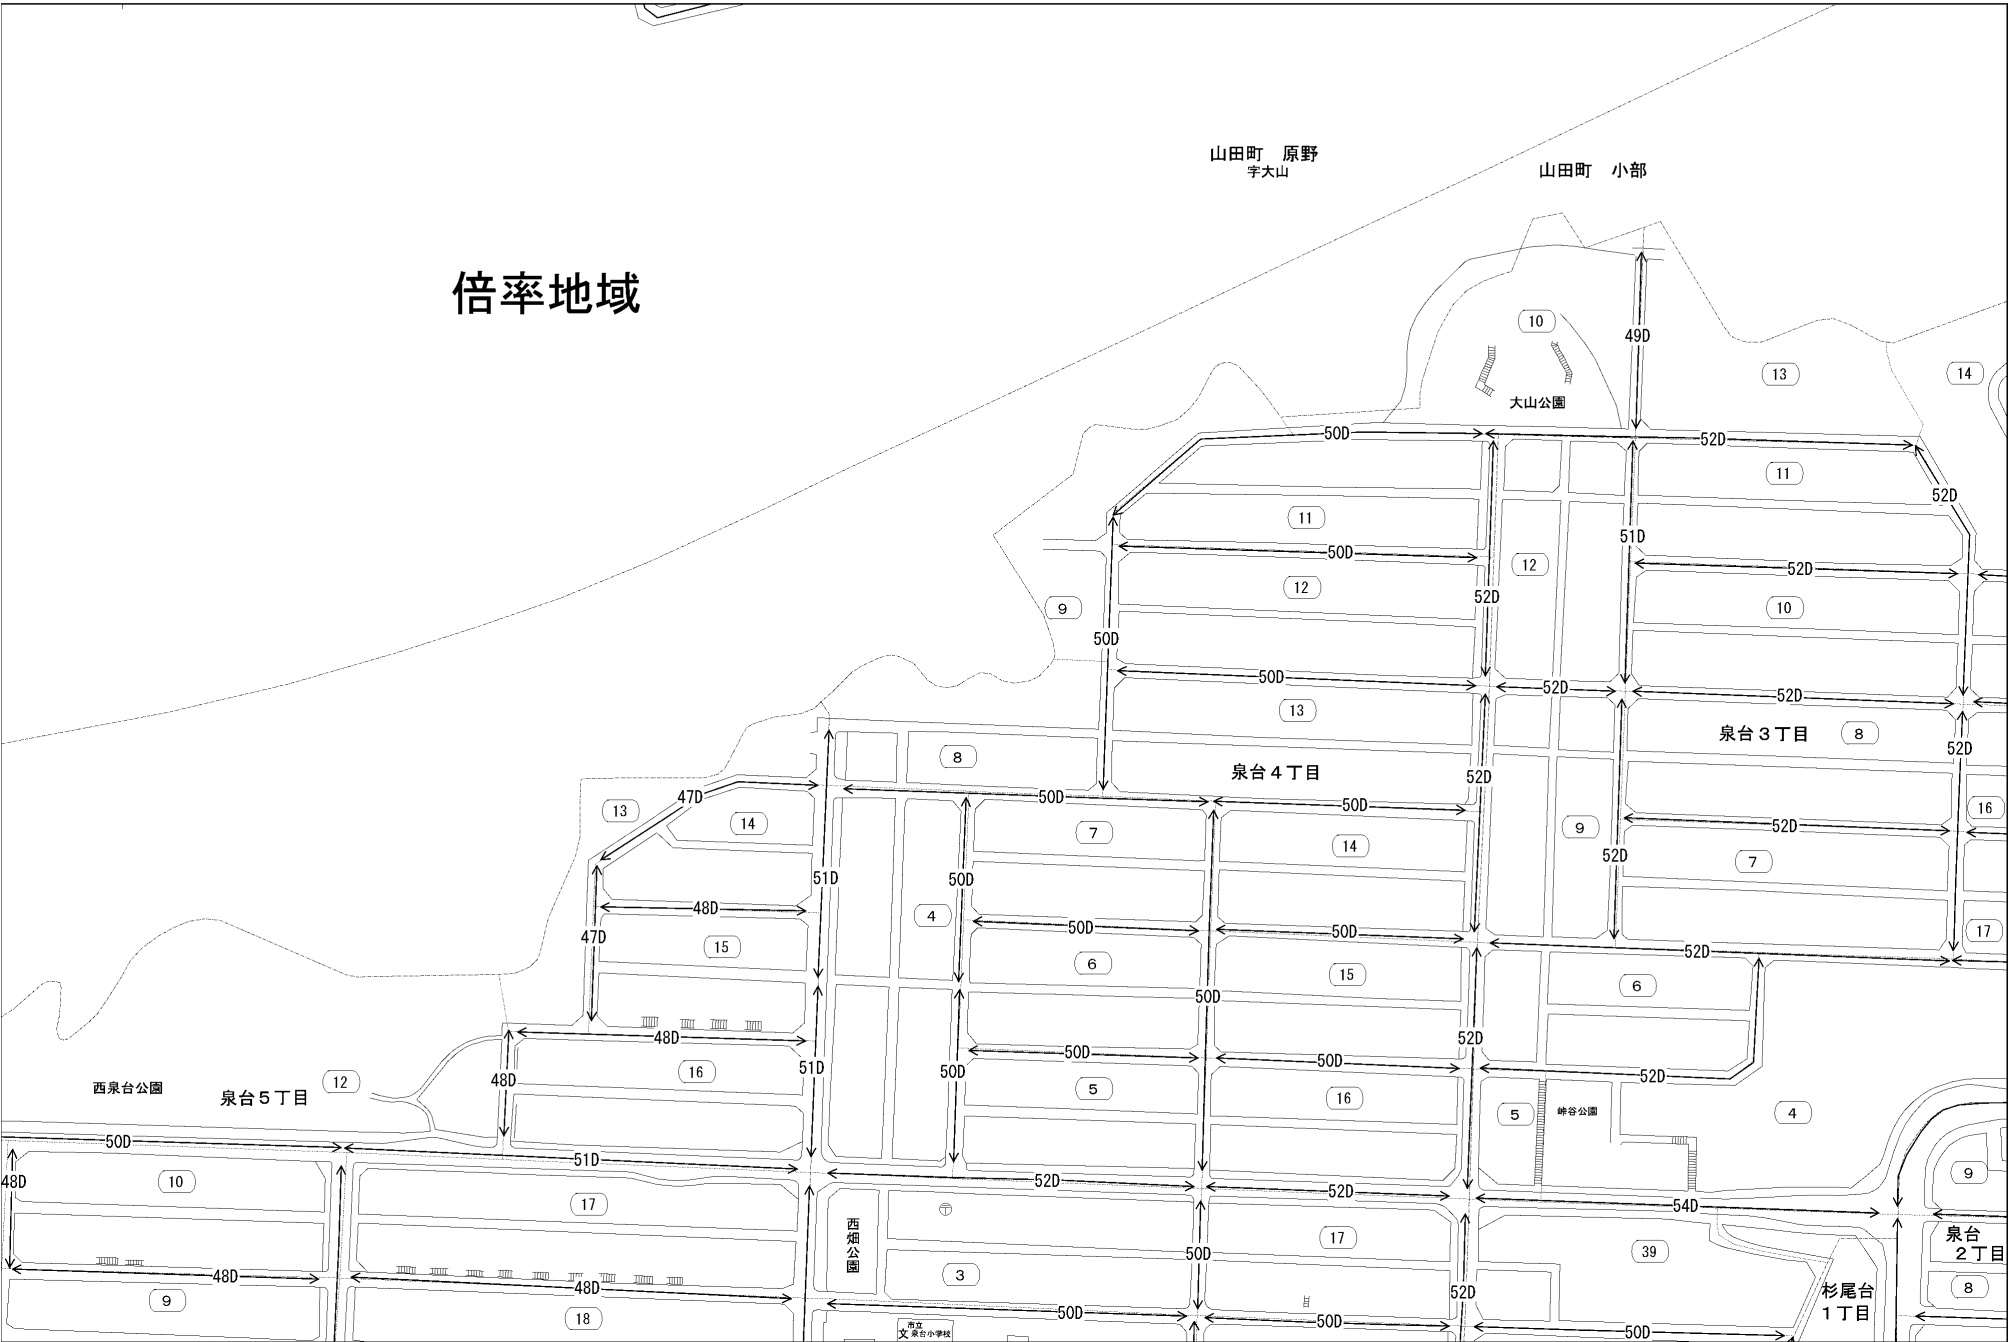 山田町　原野
字大山
山田町　小部
倍率地域
10
49D
13
14
大山公園
50D
52D
11
52D
11
50D
51D
12
52D
12
52D
10
9
50D
50D
52D
52D
52D
13
泉台３丁目
8
52D
8
泉台４丁目
52D
47D
50D
50D
13
14
7
14
9
52D
16
52D
7
51D
50D
48D
4
50D
50D
17
47D
15
6
15
52D
6
50D
48D
50D
50D
52D
51D
50D
52D
48D
16
5
16
西泉台公園
泉台５丁目
12
5
峠谷公園
4
50D
51D
9
48D
10
52D
52D
54D
17
西畑公園
〒
17
39
泉台
２丁目
50D
48D
48D
3
52D
杉尾台
１丁目
8
9
18
50D
50D
50D
市立
文 泉台小学校